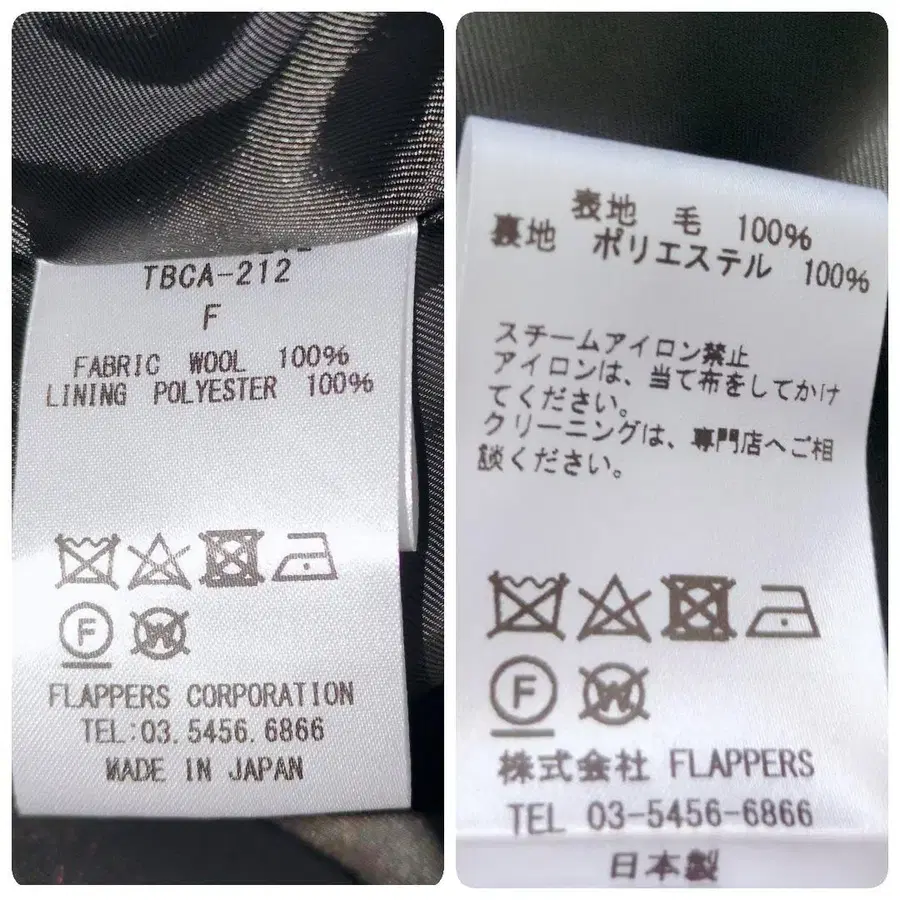 TBCA-212
F
FABRIC WOOL 100%
LINING POLYESTER 100%
F
W
FLAPPERS CORPORATION
TEL:03.5456.6866
MADE IN JAPAN
表地 毛 100%
裏地 ポリエステル 100%
スチームアイロン禁止
アイロンは、当て布をしてかけ
てください。
クリーニングは、専門店へご相
談ください。
F
W
株式会社 FLAPPERS
TEL 03-5456-6866
日本製